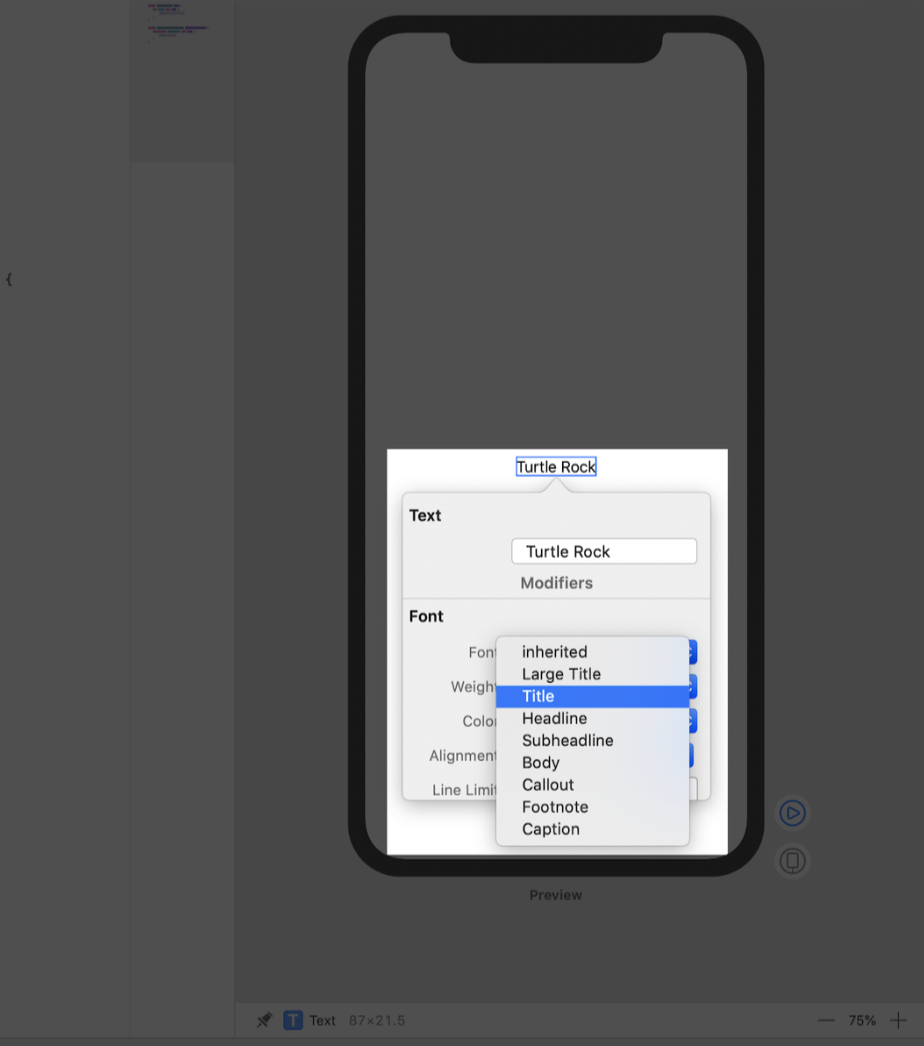 {
Turtle Rock
Text
Turtle Rock
Modifiers
Font
Font
inherited
Large Title
Weight
Title
Color
Headline
Subheadline
Alignment
Body
Line Limit
Callout
Footnote
Caption
Preview
T Text 87×21.5
75%